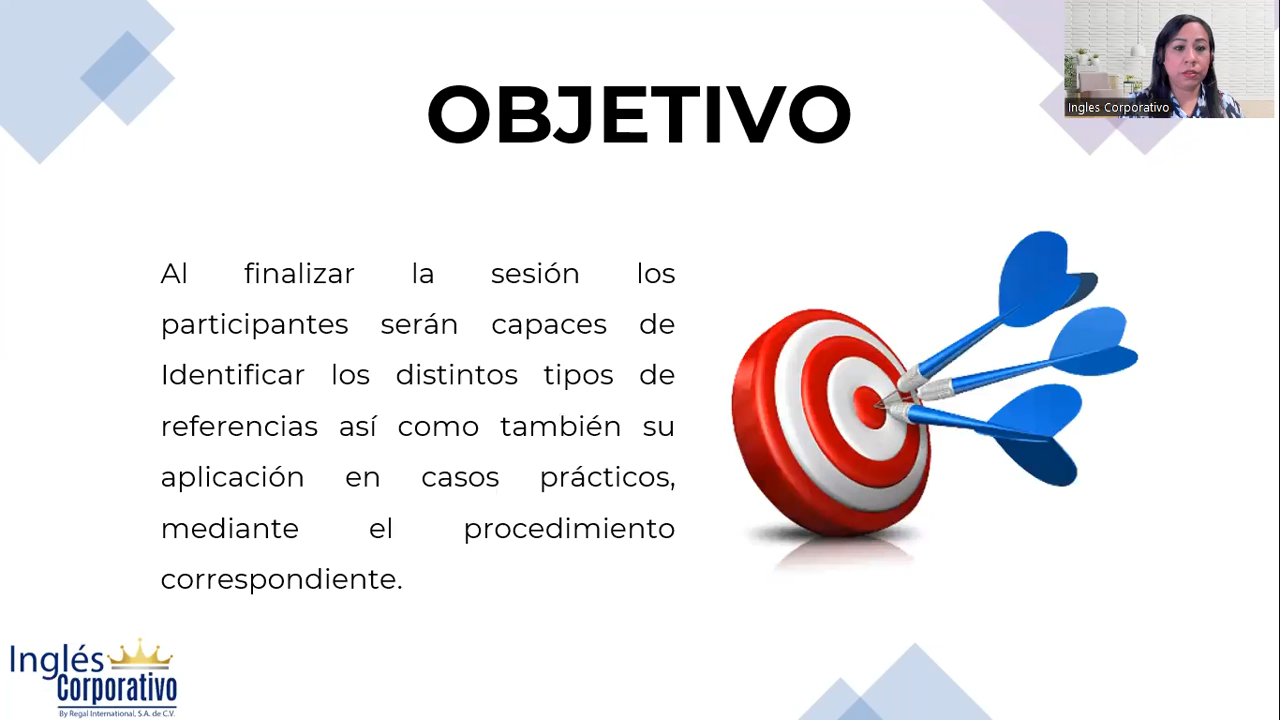 OBJETIVO
Ingles Corporativo
Al finalizar la sesión los
participantes serán capaces de
Identificar los distintos tipos de
referencias así como también su
aplicación en casos prácticos,
mediante el procedimiento
correspondiente.
Inglés
Corporativo
By Regal International, S.A. de C.V.